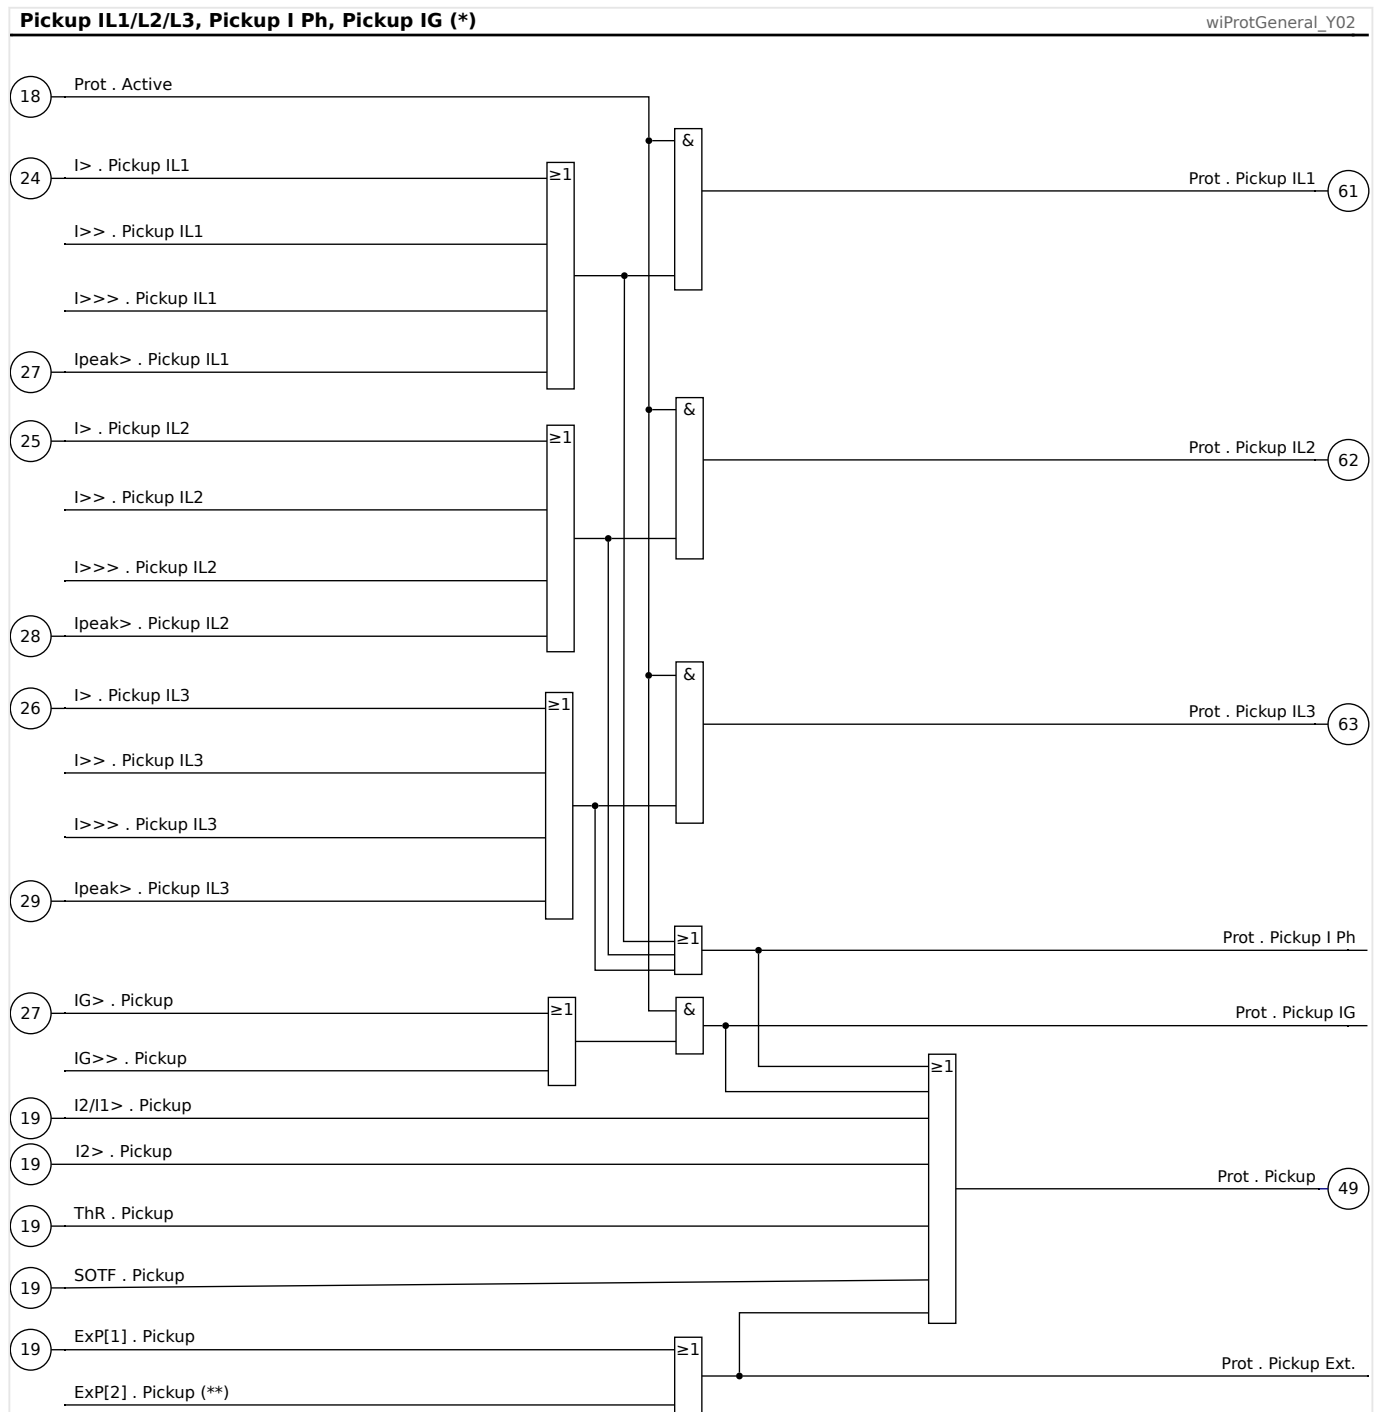 Pickup IL1/L2/L3, Pickup I Ph, Pickup IG (*) wiProtGeneral_Y02
18 Prot . Active
&
24 I> . Pickup IL1 ≥1 Prot . Pickup IL1 61
I>> . Pickup IL1
I>>> . Pickup IL1
27 Ipeak> . Pickup IL1
&
25 I> . Pickup IL2 ≥1 Prot . Pickup IL2 62
I>> . Pickup IL2
I>>> . Pickup IL2
28 Ipeak> . Pickup IL2
&
26 I> . Pickup IL3 ≥1 Prot . Pickup IL3 63
I>> . Pickup IL3
I>>> . Pickup IL3
29 Ipeak> . Pickup IL3
≥1 Prot . Pickup I Ph
27 IG> . Pickup ≥1 & Prot . Pickup IG
IG>> . Pickup ≥1
19 I2/I1> . Pickup
19 I2> . Pickup
Prot . Pickup 49
19 ThR . Pickup
19 SOTF . Pickup
19 ExP[1] . Pickup ≥1 Prot . Pickup Ext.
ExP[2] . Pickup (**)